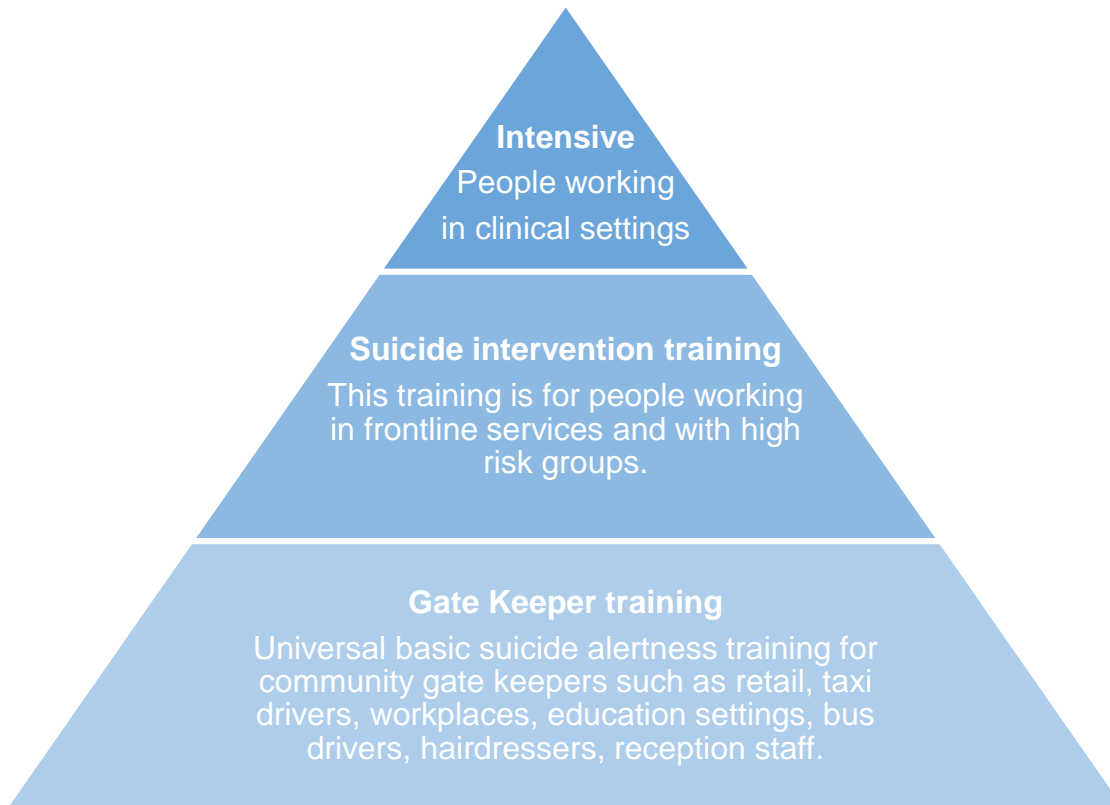 Intensive
People working
in clinical settings
Suicide intervention training
This training is for people working
in frontline services and with high
risk groups.
Gate Keeper training
Universal basic suicide alertness training for
community gate keepers such as retail, taxi
drivers, workplaces, education settings, bus
drivers, hairdressers, reception staff.